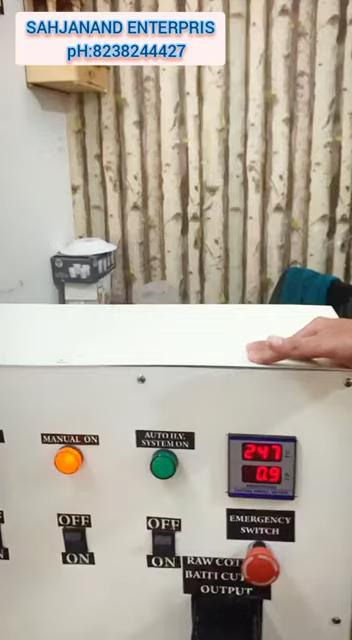 SAHJANAND ENTERPRIS
pH:8238244427
MANUAL ON
AUTO H.V.
SYSTEM ON
247
0.9
OFF
ON
OFF
ON
EMERGENCY
SWITCH
RAW
BATTI CUT
OUTPUT